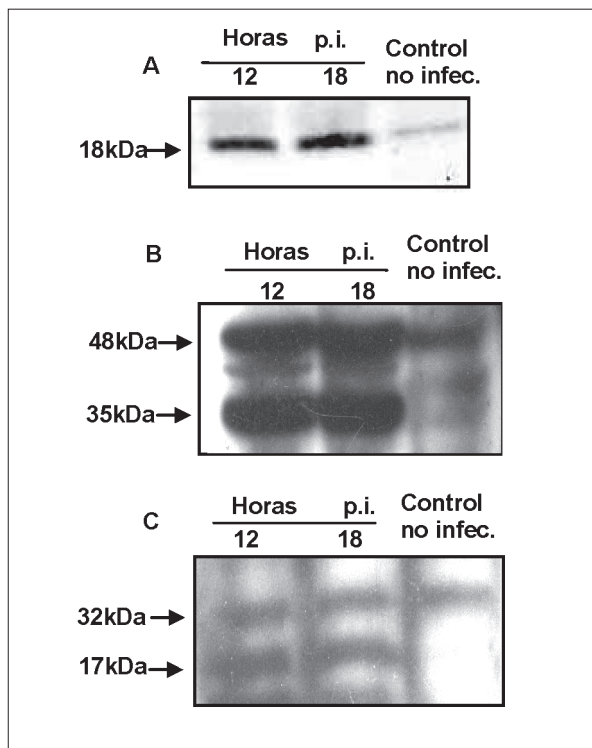 A
Horas p.i. Control
12 18 no infec.
18kDa
B
Horas p.i. Control
12 18 no infec.
48kDa
35kDa
C
Horas p.i. Control
12 18 no infec.
32kDa
17kDa